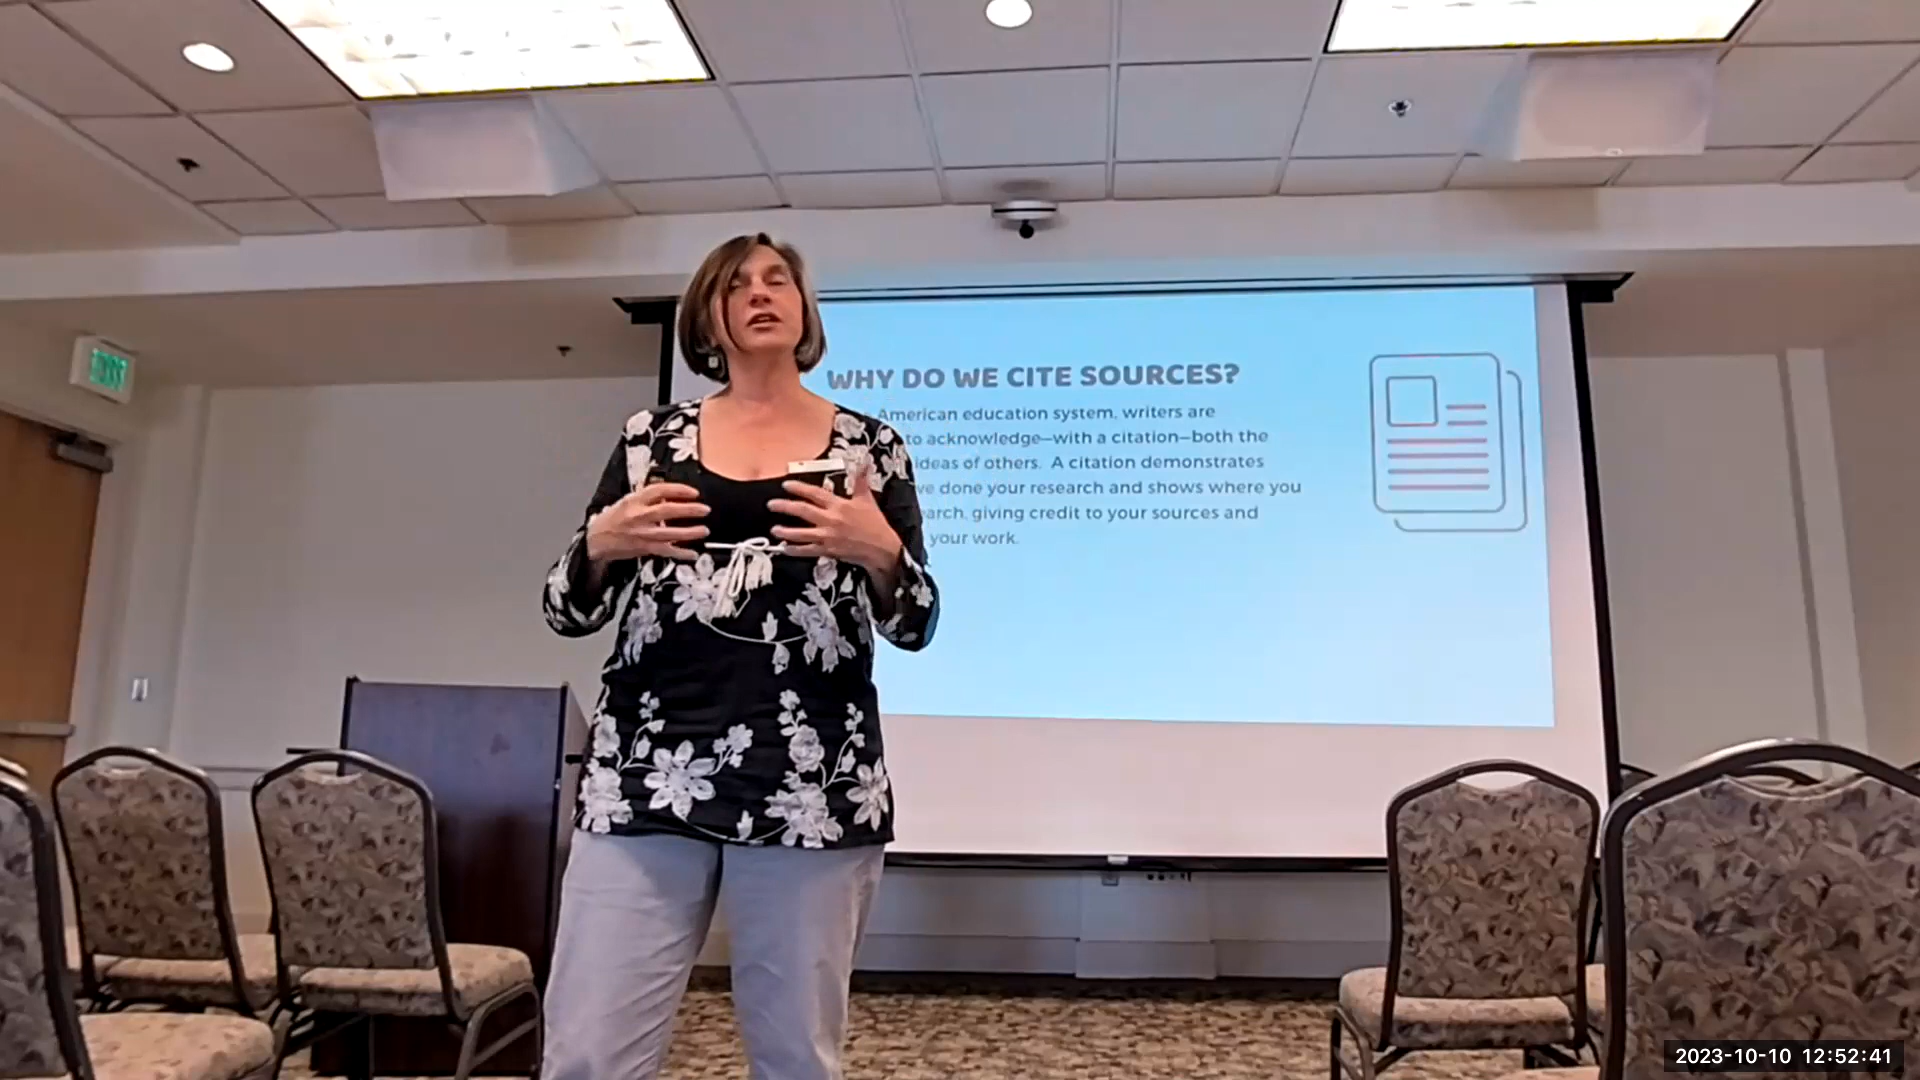 WHY DO WE CITE SOURCES?
American education system, writers are
to acknowledge—with a citation—both the
ideas of others. A citation demonstrates
ve done your research and shows where you
arch, giving credit to your sources and
your work.
2023-10-10 12:52:41